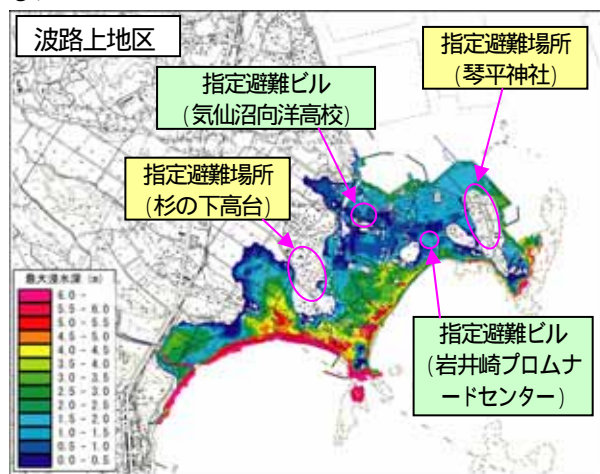 波路上地区
指定避難場所
(琴平神社)
指定避難ビル
(気仙沼向洋高校)
指定避難場所
(杉の下高台)
指定避難ビル
(岩井崎プロムナ
ードセンター)
最大浸水深 (m)
6.0 -
5.5 - 6.0
5.0 - 5.5
4.5 - 5.0
4.0 - 4.5
3.5 - 4.0
3.0 - 3.5
2.5 - 3.0
2.0 - 2.5
1.5 - 2.0
1.0 - 1.5
0.5 - 1.0
0.0 - 0.5